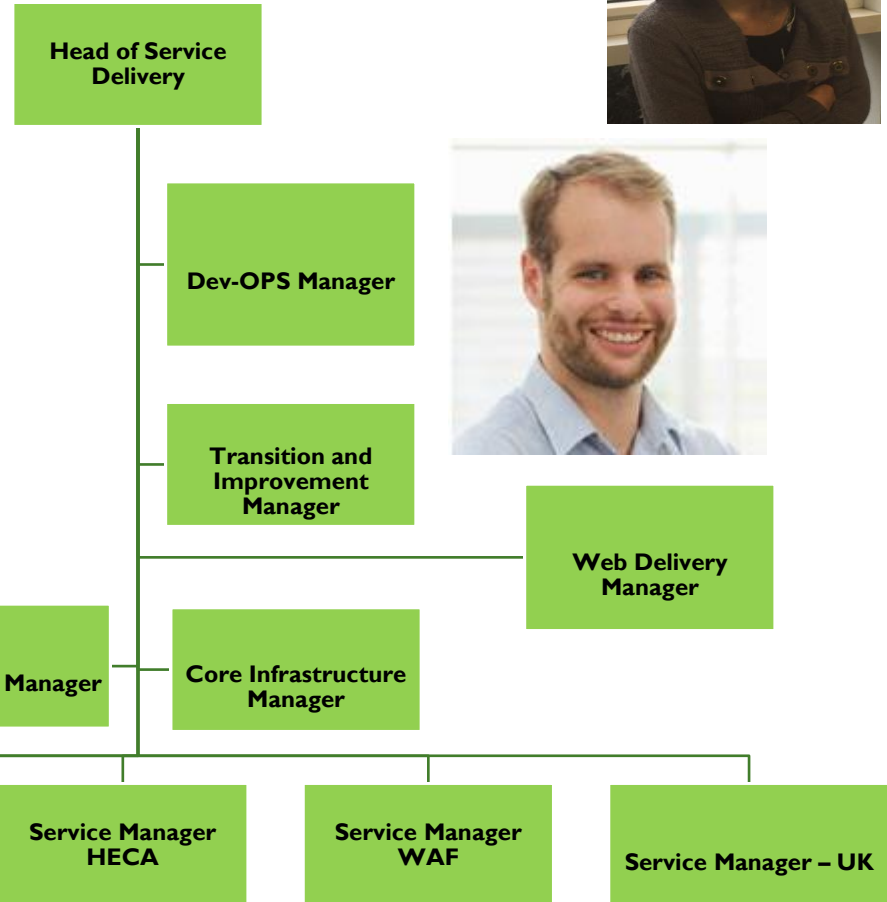 Head of Service
Delivery
Dev-OPS Manager
Transition and
Improvement
Manager
Web Delivery
Manager
Manager
Core Infrastructure
Manager
Service Manager
HECA
Service Manager
WAF
Service Manager – UK